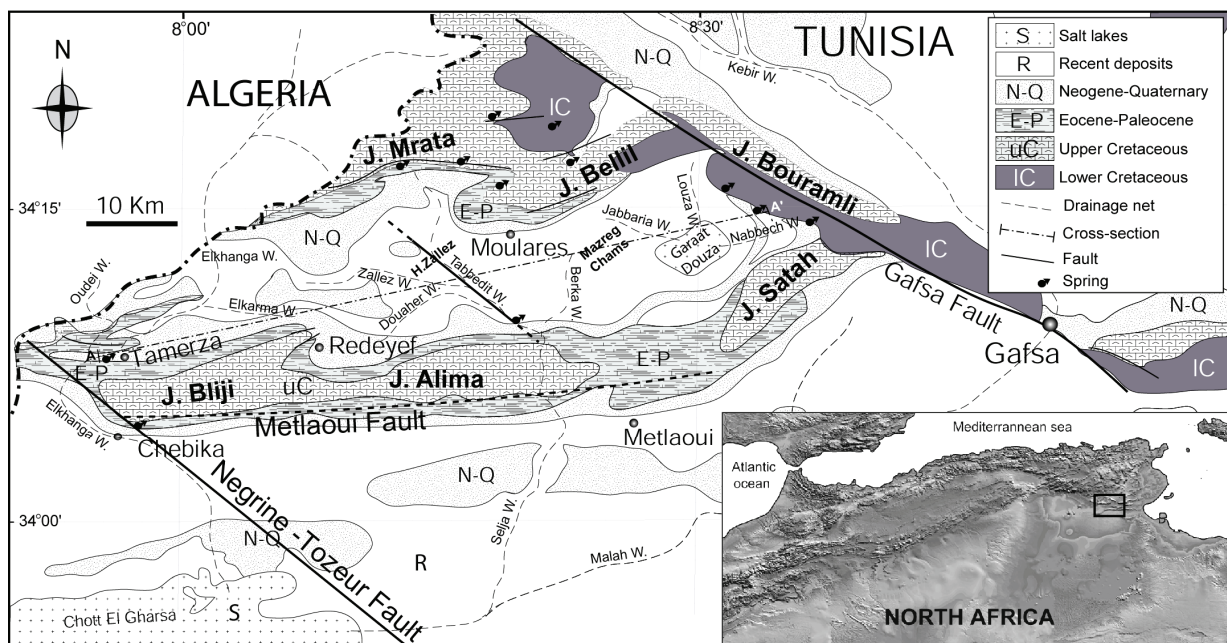 8°00'
8°30'
N
ALGERIA
TUNISIA
N-Q
Kebir W.
IC
J. Mrata
J. Bellil
J. Bouramli
34°15'
10 Km
E-P
Louza W.
A'
Jabbaria W.
Nabbech W.
Garaat
Douza
Moulares
Mazreg
Chams
N-Q
Elkhanga W.
Oudei W.
H.Zallez
Zallez W.
Tabbedit W.
Berka W.
Elkarma W.
Douaher W.
J. Satah
IC
Gafsa Fault
N-Q
Gafsa
IC
A
Tamerza
E-P
Redeyef
E-P
J. Bliji
uC
J. Alima
Metlaoui Fault
Elkhanga W.
Chebika
Metlaoui
N-Q
Negrine -Tozeur Fault
34°00'
N-Q
R
Selja W.
Malah W.
Chott El Gharsa
S
S
Salt lakes
R
Recent deposits
N-Q
Neogene-Quaternary
E-P
Eocene-Paleocene
uC
Upper Cretaceous
IC
Lower Cretaceous
Drainage net
Cross-section
Fault
Spring
Mediterranean sea
Atlantic
ocean
NORTH AFRICA